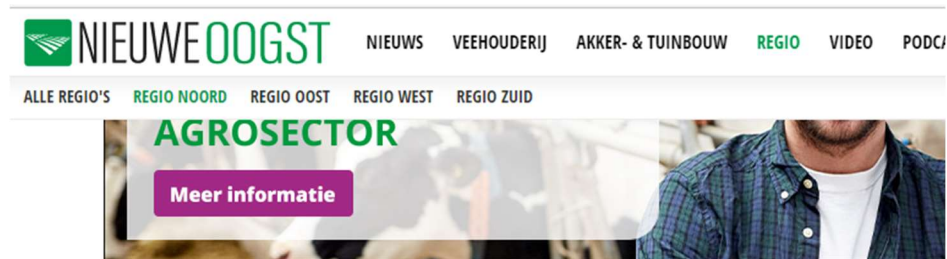 NIEUWE OOGST NIEUWS VEEHOUDERIJ AKKER- & TUINBOUW REGIO VIDEO
ALLE REGIO'S REGIO NOORD REGIO OOST REGIO WEST REGIO ZUID
AGROSECTOR
Meer informatie